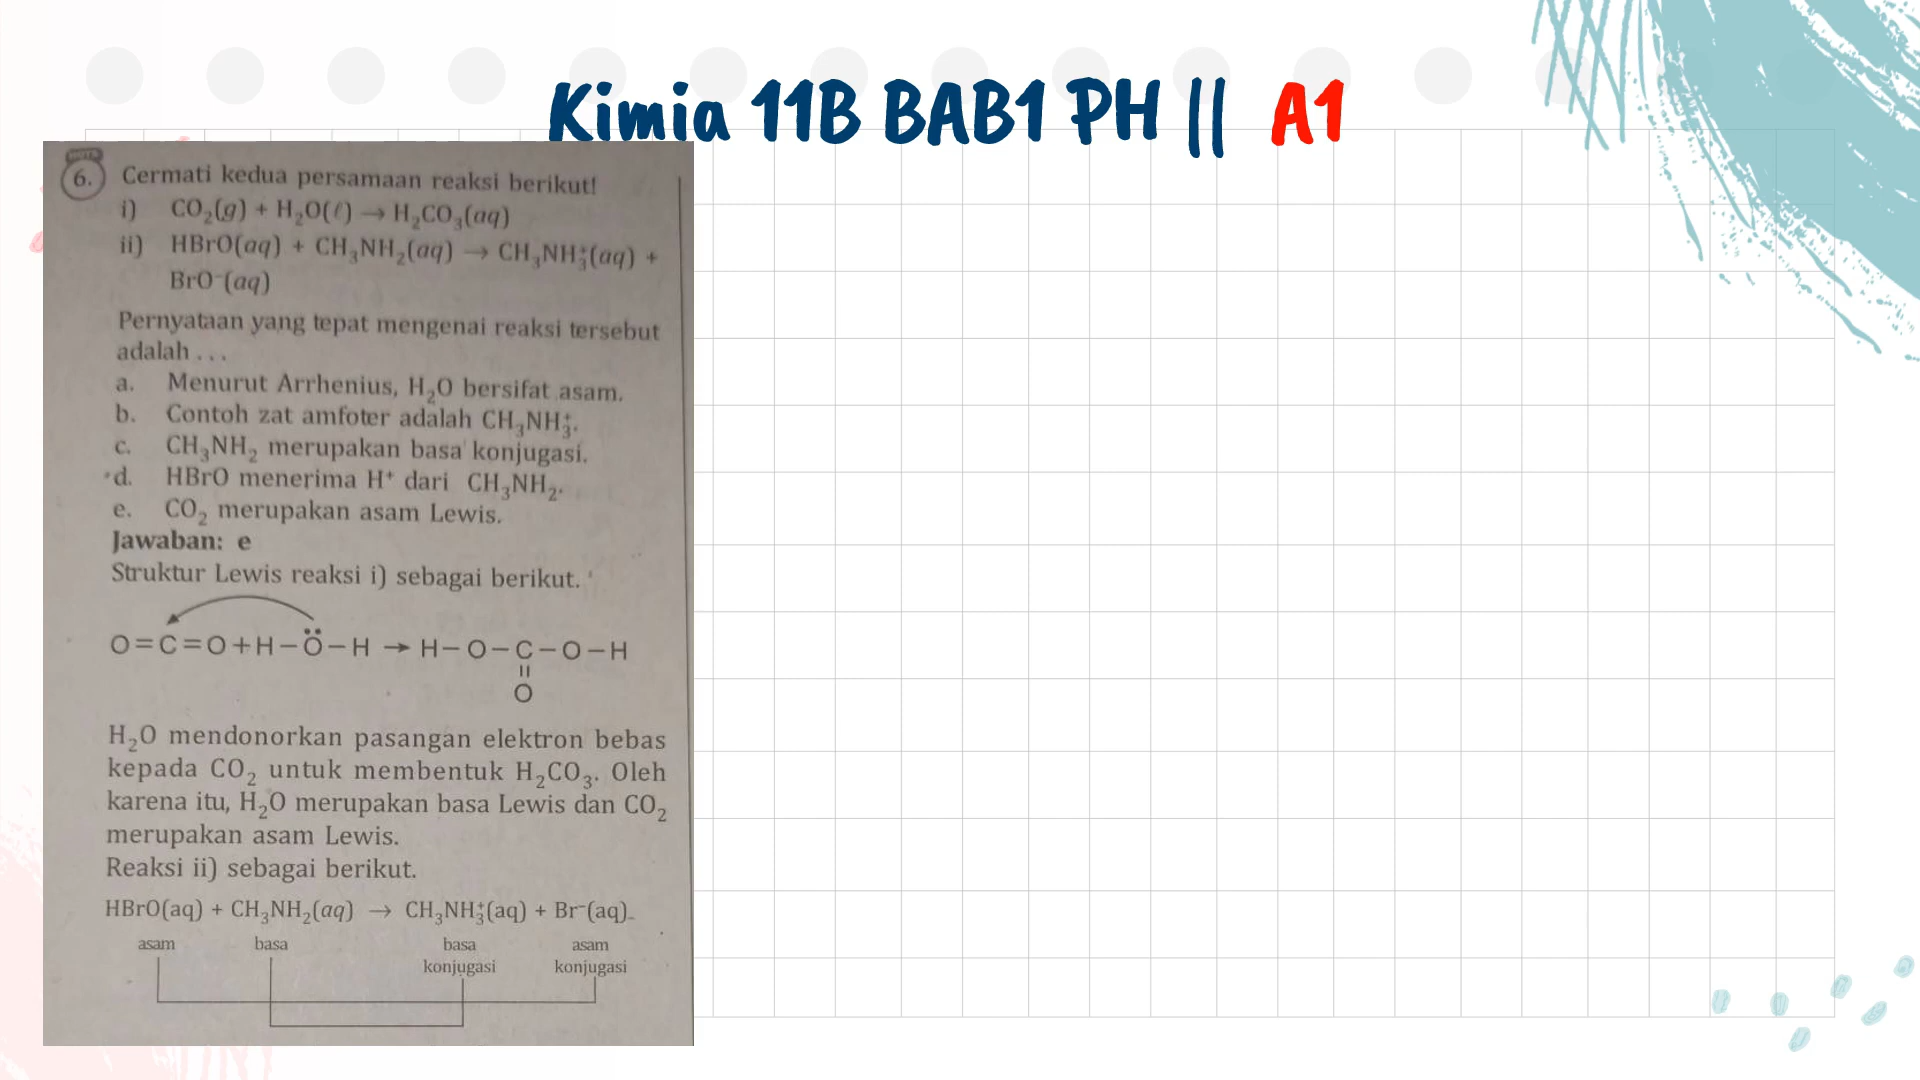 Kimia 11B BAB1 PH || A1
HOTS
6. Cermati kedua persamaan reaksi berikut!
i) CO₂(g) + H₂O(ℓ) → H₂CO₃(aq)
ii) HBrO(aq) + CH₃NH₂(aq) → CH₃NH₃⁺(aq) +
BrO⁻(aq)
Pernyataan yang tepat mengenai reaksi tersebut
adalah . . .
a. Menurut Arrhenius, H₂O bersifat asam.
b. Contoh zat amfoter adalah CH₃NH₃⁺.
c. CH₃NH₂ merupakan basa konjugasi.
d. HBrO menerima H⁺ dari CH₃NH₂.
e. CO₂ merupakan asam Lewis.
Jawaban: e
Struktur Lewis reaksi i) sebagai berikut.
O=C=O+H–Ö–H → H–O–C–O–H
O
H₂O mendonorkan pasangan elektron bebas
kepada CO₂ untuk membentuk H₂CO₃. Oleh
karena itu, H₂O merupakan basa Lewis dan CO₂
merupakan asam Lewis.
Reaksi ii) sebagai berikut.
HBrO(aq) + CH₃NH₂(aq) → CH₃NH₃⁺(aq) + Br⁻(aq)
asam basa basa asam
konjugasi konjugasi